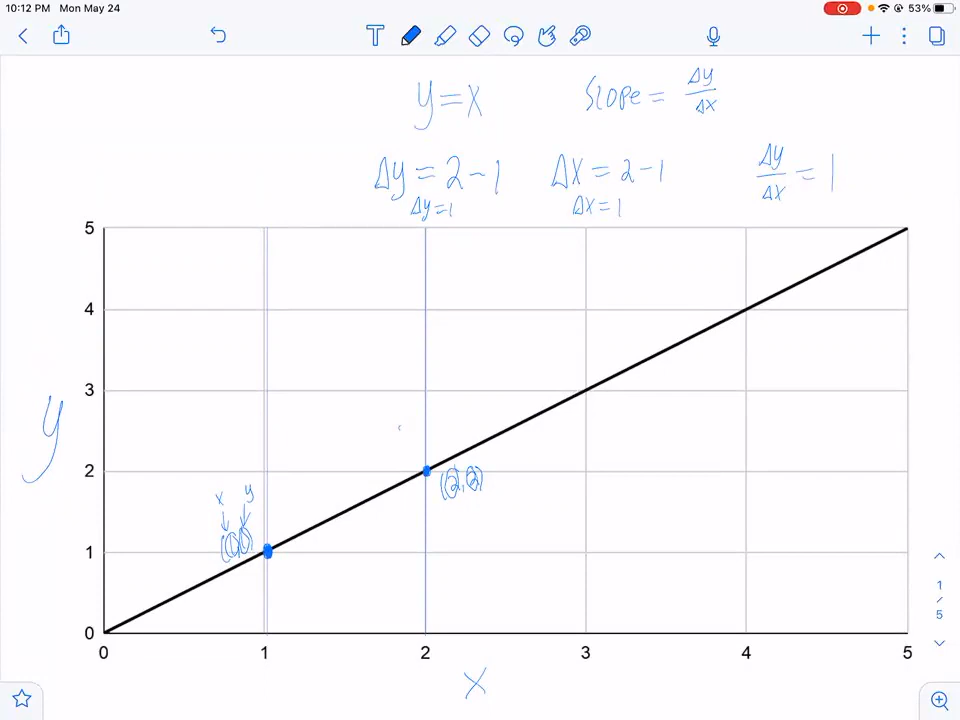 10:12 PM Mon May 24
53%
T
y = x
Slope = Δy/Δx
Δy = 2 - 1
Δx = 2 - 1
Δy/Δx = 1
Δy = 1
Δx = 1
5
4
3
2
1
0
y
x
y
(1,1)
(2,2)
0
1
2
3
4
5
x
1
/
5